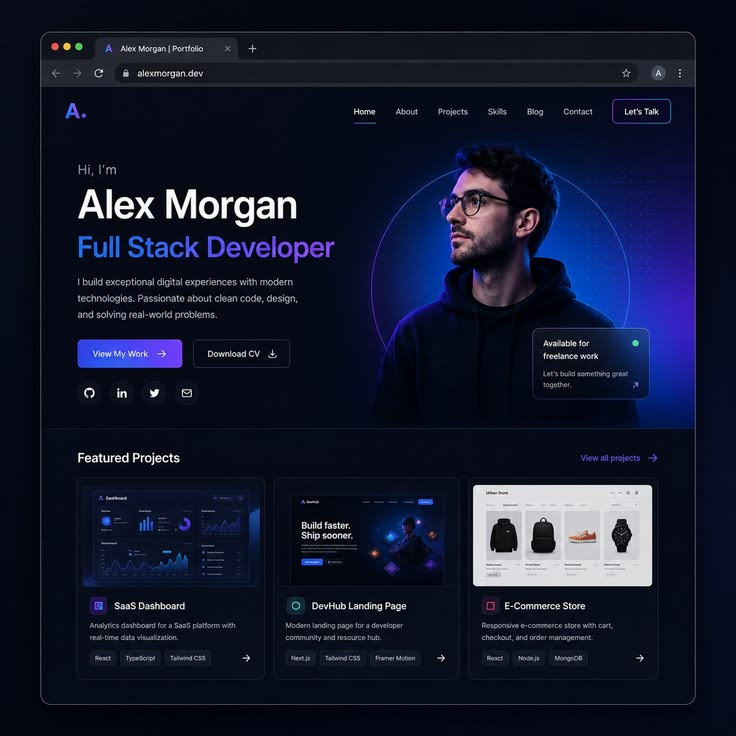 A. Alex Morgan | Portfolio
alexmorgan.dev
A
A.
Home About Projects Skills Blog Contact Let's Talk
Hi, I'm
Alex Morgan
Full Stack Developer
I build exceptional digital experiences with modern
technologies. Passionate about clean code, design,
and solving real-world problems.
View My Work
Download CV
in
Available for
freelance work
Let's build something great
together.
Featured Projects
View all projects
Dashboard
SaaS Dashboard
Analytics dashboard for a SaaS platform with
real-time data visualization.
React TypeScript Tailwind CSS
DevHub
Build faster.
Ship sooner.
DevHub Landing Page
Modern landing page for a developer
community and resource hub.
Next.js Tailwind CSS Framer Motion
Urban Store
E-Commerce Store
Responsive e-commerce store with cart,
checkout, and order management.
React Node.js MongoDB